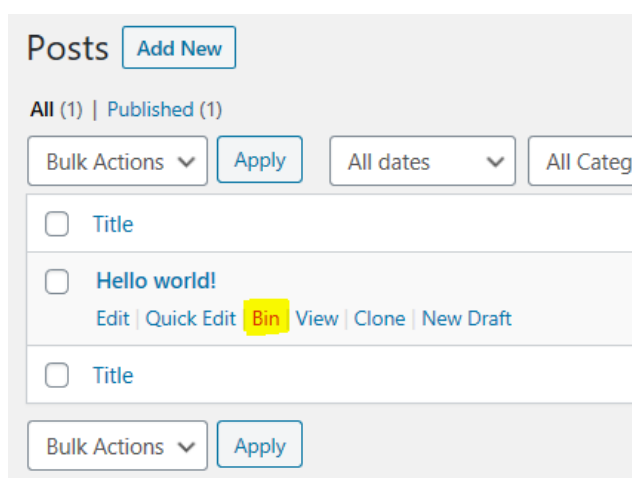 Posts Add New
All (1) | Published (1)
Bulk Actions Apply All dates All Categ
Title
Hello world!
Edit | Quick Edit | Bin | View | Clone | New Draft
Title
Bulk Actions Apply